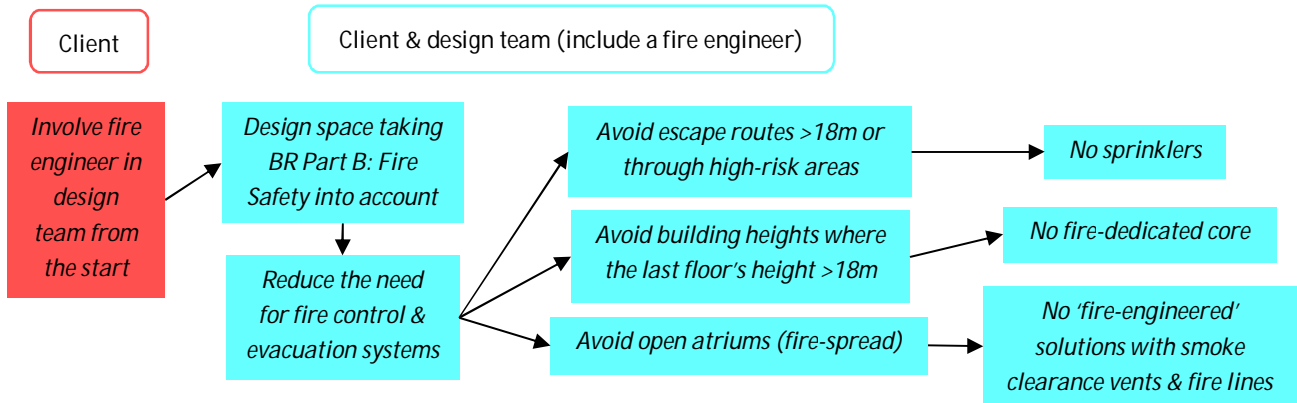 Client
Client & design team (include a fire engineer)
Involve fire
engineer in
design
team from
the start
Design space taking
BR Part B: Fire
Safety into account
Reduce the need
for fire control &
evacuation systems
Avoid escape routes >18m or
through high-risk areas
Avoid building heights where
the last floor's height >18m
Avoid open atriums (fire-spread)
No sprinklers
No fire-dedicated core
No 'fire-engineered'
solutions with smoke
clearance vents & fire lines